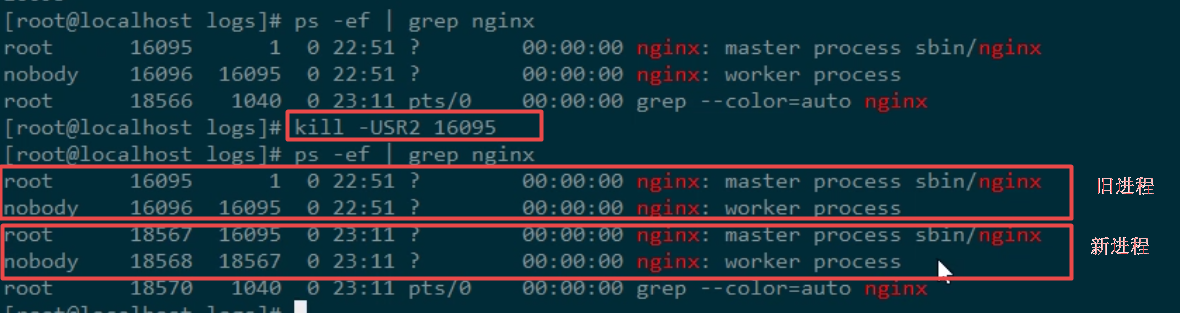 [root@localhost logs]# ps -ef | grep nginx
root      16095      1  0 22:51 ?        00:00:00 nginx: master process sbin/nginx
nobody    16096  16095  0 22:51 ?        00:00:00 nginx: worker process
root      18566   1040  0 23:11 pts/0    00:00:00 grep --color=auto nginx
[root@localhost logs]# kill -USR2 16095
[root@localhost logs]# ps -ef | grep nginx
root      16095      1  0 22:51 ?        00:00:00 nginx: master process sbin/nginx
旧进程
nobody    16096  16095  0 22:51 ?        00:00:00 nginx: worker process
root      18567  16095  0 23:11 ?        00:00:00 nginx: master process sbin/nginx
新进程
nobody    18568  18567  0 23:11 ?        00:00:00 nginx: worker process
root      18570   1040  0 23:11 pts/0    00:00:00 grep --color=auto nginx
[root@localhost logs]#